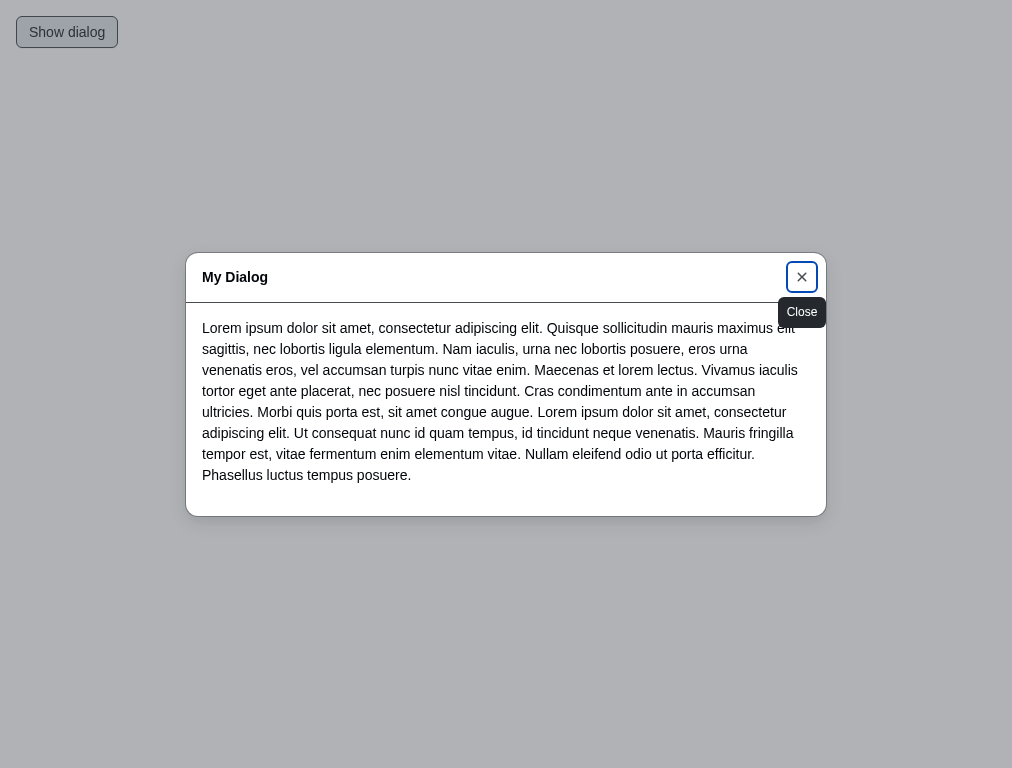 Show dialog
My Dialog
Close
Lorem ipsum dolor sit amet, consectetur adipiscing elit. Quisque sollicitudin mauris maximus elit
sagittis, nec lobortis ligula elementum. Nam iaculis, urna nec lobortis posuere, eros urna
venenatis eros, vel accumsan turpis nunc vitae enim. Maecenas et lorem lectus. Vivamus iaculis
tortor eget ante placerat, nec posuere nisl tincidunt. Cras condimentum ante in accumsan
ultricies. Morbi quis porta est, sit amet congue augue. Lorem ipsum dolor sit amet, consectetur
adipiscing elit. Ut consequat nunc id quam tempus, id tincidunt neque venenatis. Mauris fringilla
tempor est, vitae fermentum enim elementum vitae. Nullam eleifend odio ut porta efficitur.
Phasellus luctus tempus posuere.